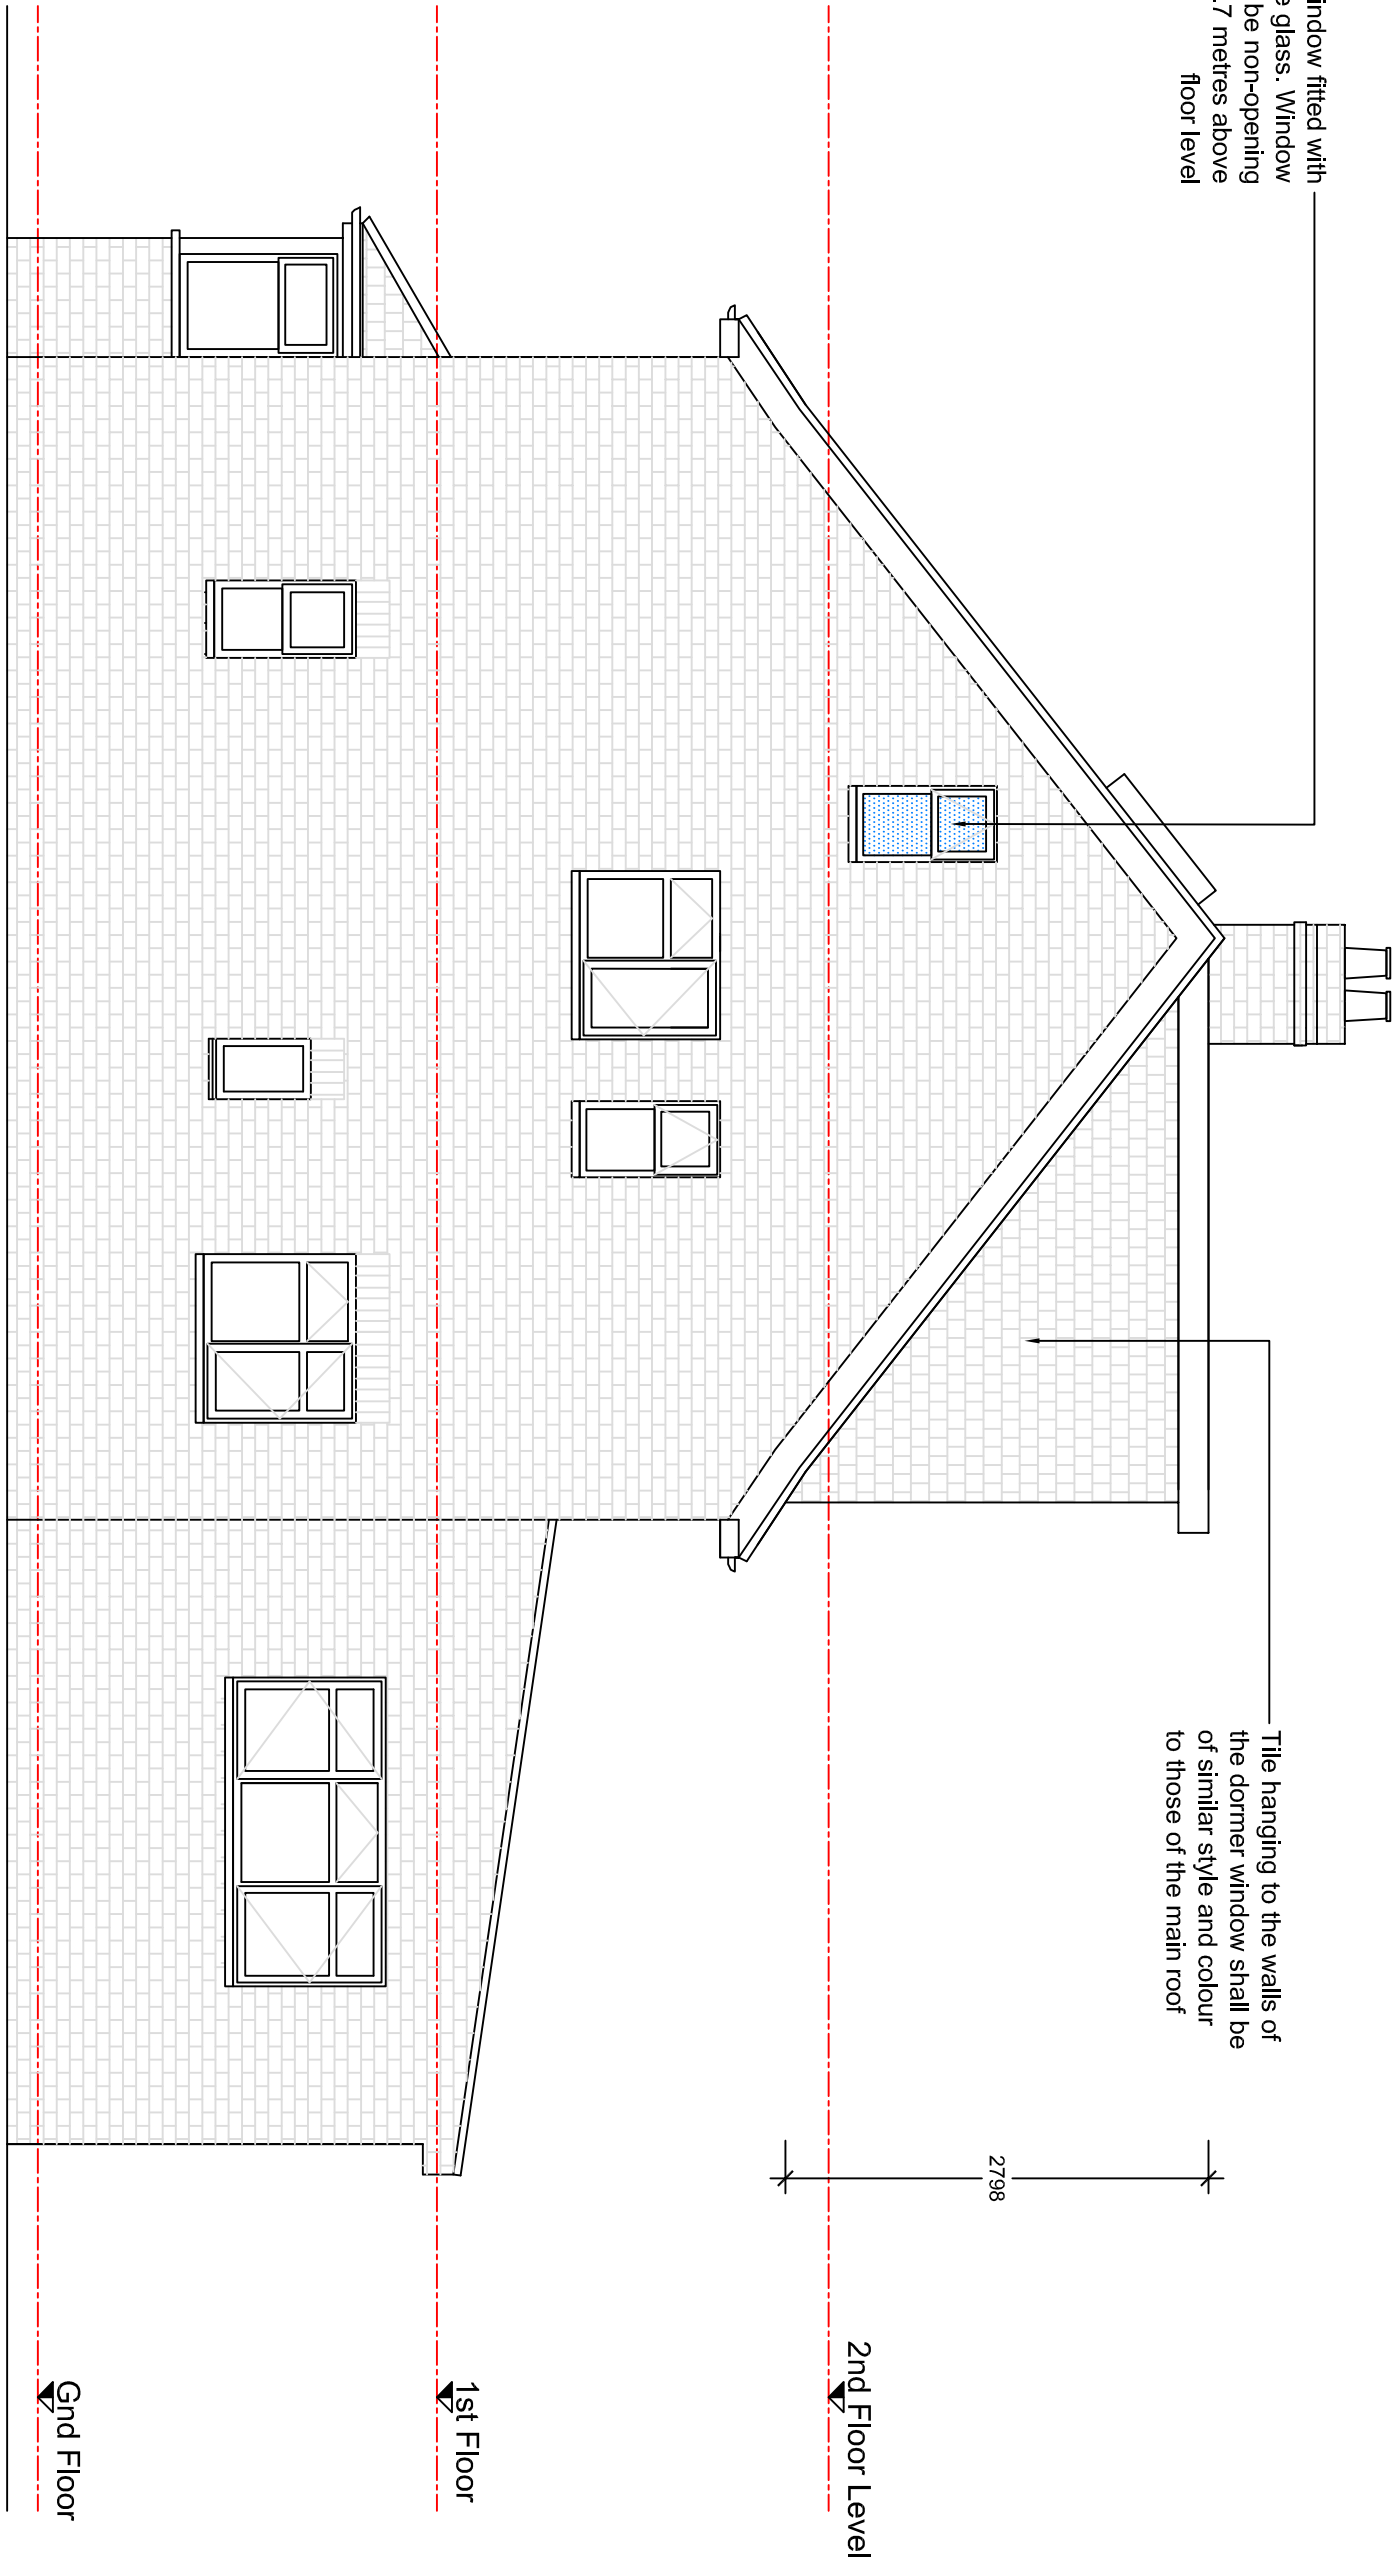 window fitted with
glass. Window
be non-opening
.7 metres above
floor level
Tile hanging to the walls of
the dormer window shall be
of similar style and colour
to those of the main roof
2798
2nd Floor Level
1st Floor
Gnd Floor